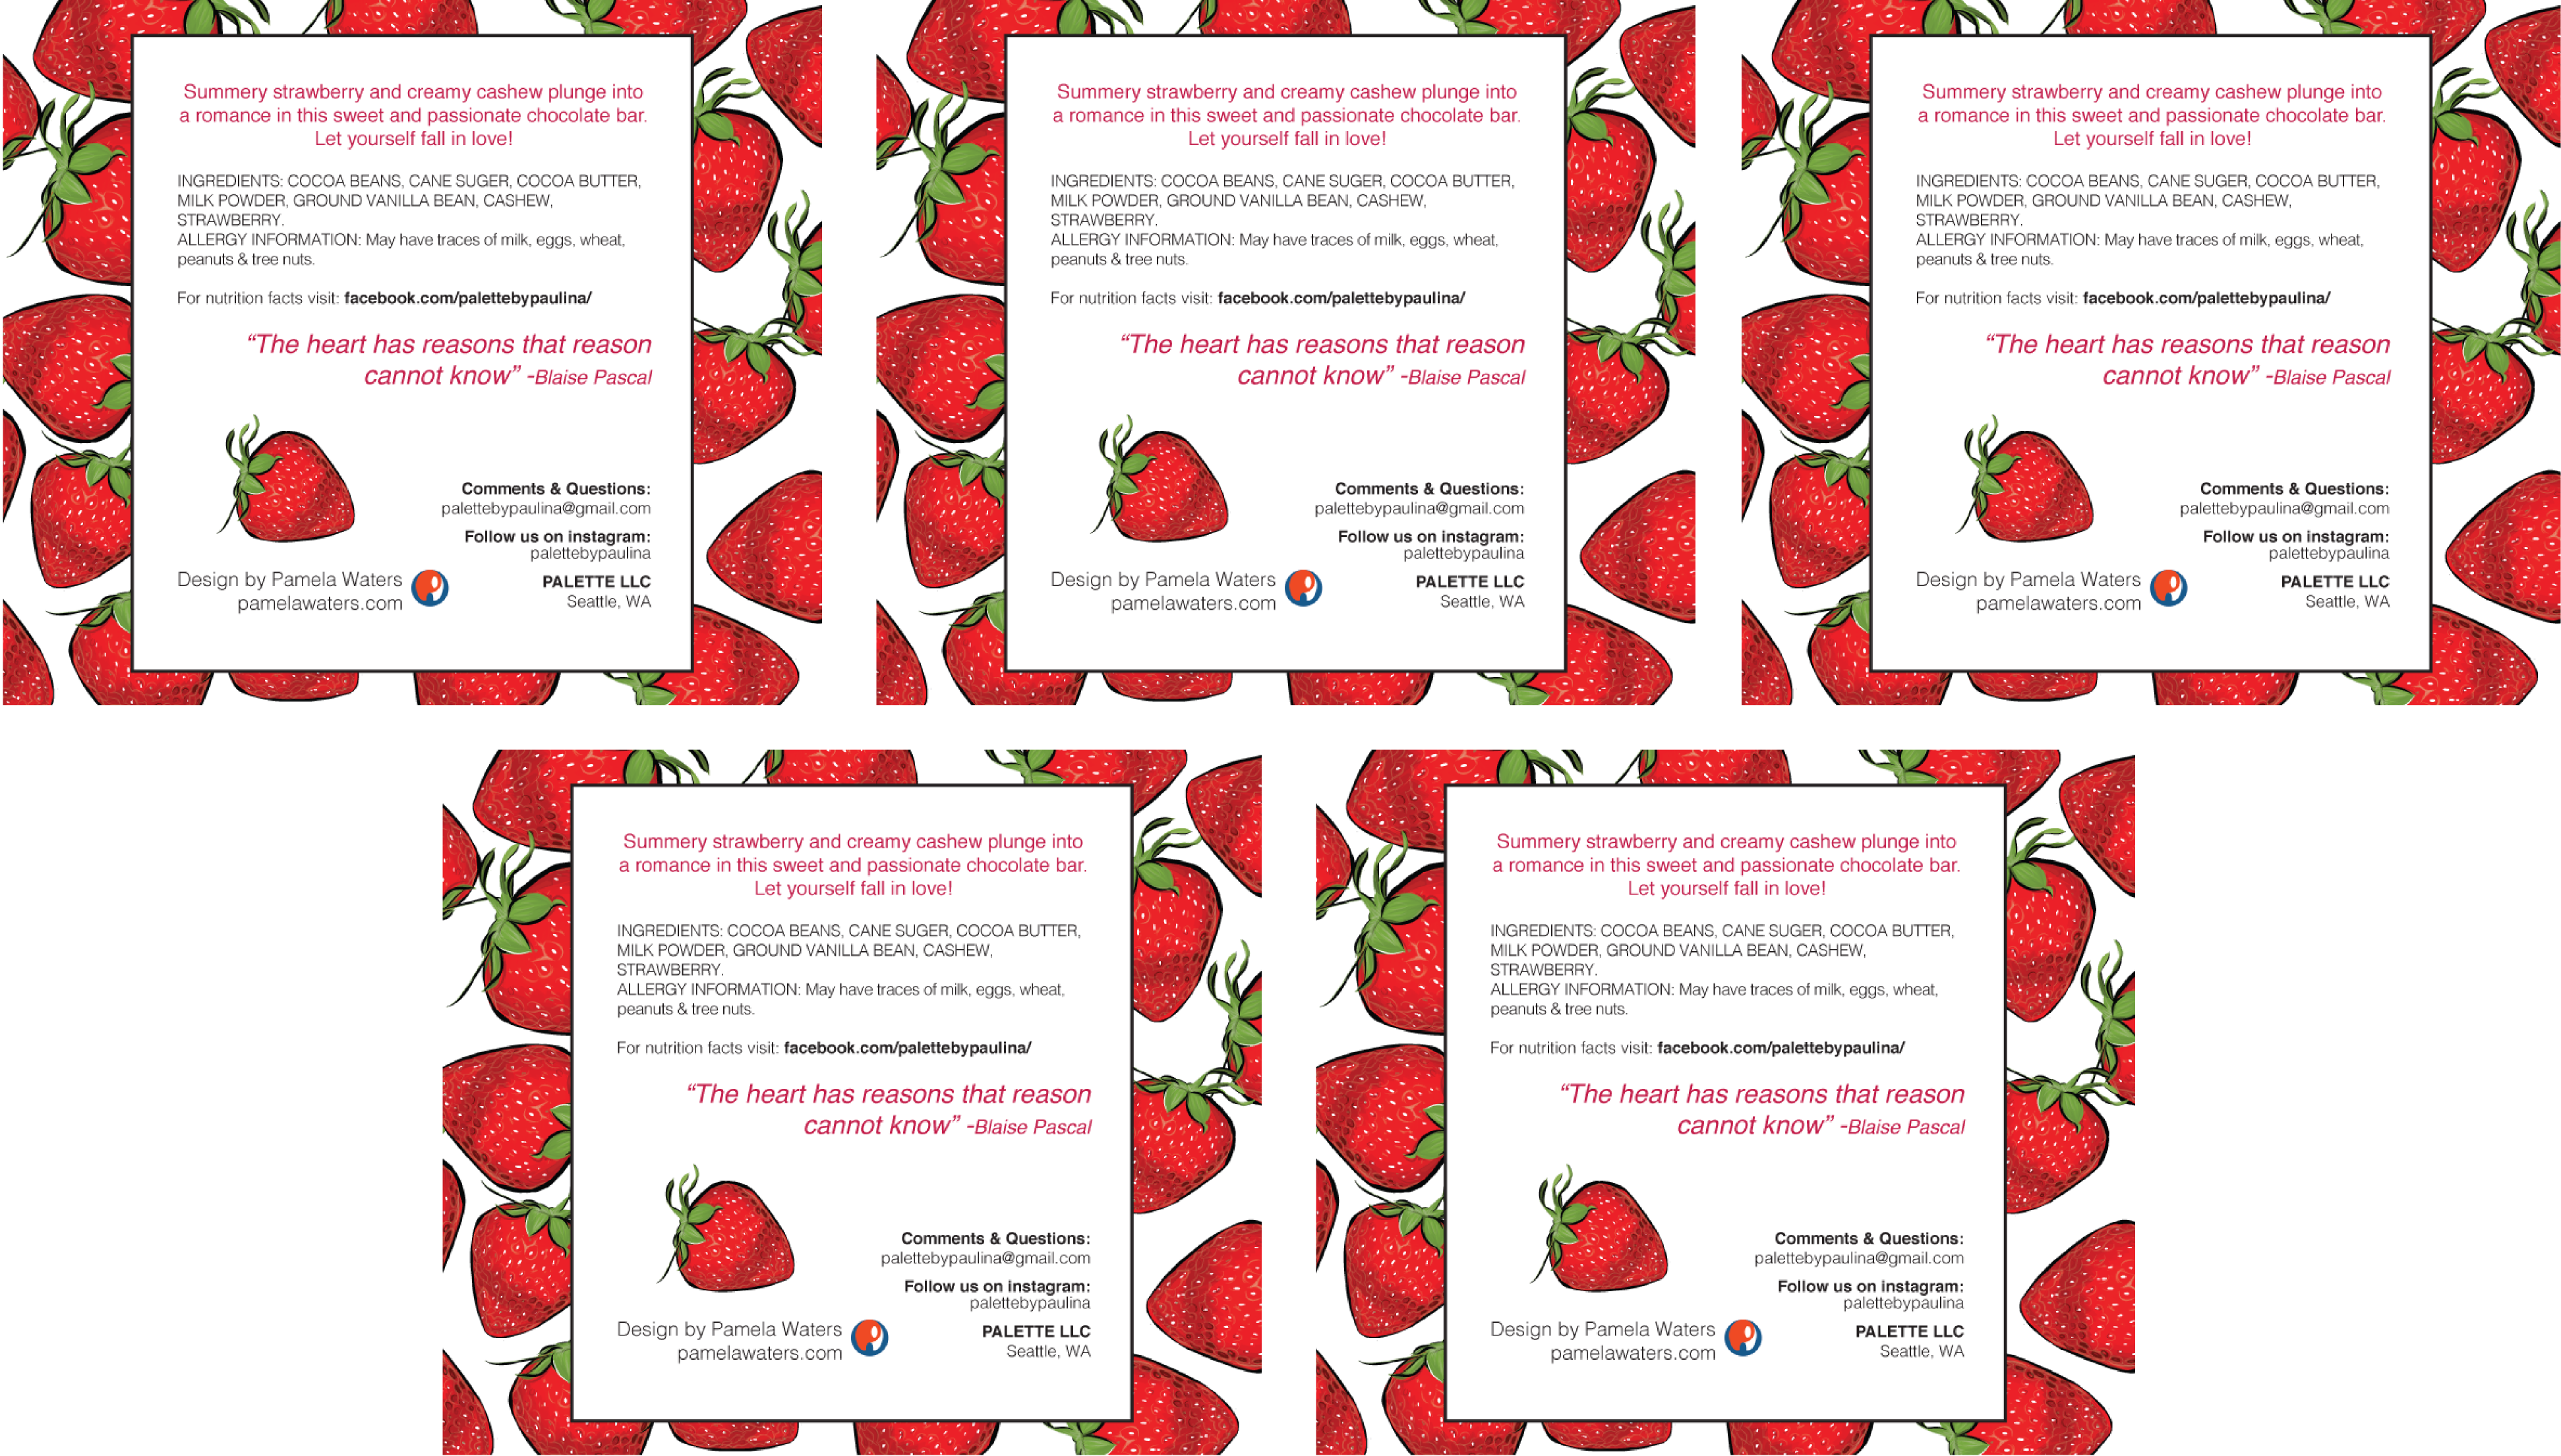 Summery strawberry and creamy cashew plunge into
a romance in this sweet and passionate chocolate bar.
Let yourself fall in love!
INGREDIENTS: COCOA BEANS, CANE SUGER, COCOA BUTTER,
MILK POWDER, GROUND VANILLA BEAN, CASHEW,
STRAWBERRY.
ALLERGY INFORMATION: May have traces of milk, eggs, wheat,
peanuts & tree nuts.
For nutrition facts visit: facebook.com/palettebypaulina/
“The heart has reasons that reason
cannot know” -Blaise Pascal
Comments & Questions:
palettebypaulina@gmail.com
Follow us on instagram:
palettebypaulina
Design by Pamela Waters
pamelawaters.com
PALETTE LLC
Seattle, WA
Summery strawberry and creamy cashew plunge into
a romance in this sweet and passionate chocolate bar.
Let yourself fall in love!
INGREDIENTS: COCOA BEANS, CANE SUGER, COCOA BUTTER,
MILK POWDER, GROUND VANILLA BEAN, CASHEW,
STRAWBERRY.
ALLERGY INFORMATION: May have traces of milk, eggs, wheat,
peanuts & tree nuts.
For nutrition facts visit: facebook.com/palettebypaulina/
“The heart has reasons that reason
cannot know” -Blaise Pascal
Comments & Questions:
palettebypaulina@gmail.com
Follow us on instagram:
palettebypaulina
Design by Pamela Waters
pamelawaters.com
PALETTE LLC
Seattle, WA
Summery strawberry and creamy cashew plunge into
a romance in this sweet and passionate chocolate bar.
Let yourself fall in love!
INGREDIENTS: COCOA BEANS, CANE SUGER, COCOA BUTTER,
MILK POWDER, GROUND VANILLA BEAN, CASHEW,
STRAWBERRY.
ALLERGY INFORMATION: May have traces of milk, eggs, wheat,
peanuts & tree nuts.
For nutrition facts visit: facebook.com/palettebypaulina/
“The heart has reasons that reason
cannot know” -Blaise Pascal
Comments & Questions:
palettebypaulina@gmail.com
Follow us on instagram:
palettebypaulina
Design by Pamela Waters
pamelawaters.com
PALETTE LLC
Seattle, WA
Summery strawberry and creamy cashew plunge into
a romance in this sweet and passionate chocolate bar.
Let yourself fall in love!
INGREDIENTS: COCOA BEANS, CANE SUGER, COCOA BUTTER,
MILK POWDER, GROUND VANILLA BEAN, CASHEW,
STRAWBERRY.
ALLERGY INFORMATION: May have traces of milk, eggs, wheat,
peanuts & tree nuts.
For nutrition facts visit: facebook.com/palettebypaulina/
“The heart has reasons that reason
cannot know” -Blaise Pascal
Comments & Questions:
palettebypaulina@gmail.com
Follow us on instagram:
palettebypaulina
Design by Pamela Waters
pamelawaters.com
PALETTE LLC
Seattle, WA
Summery strawberry and creamy cashew plunge into
a romance in this sweet and passionate chocolate bar.
Let yourself fall in love!
INGREDIENTS: COCOA BEANS, CANE SUGER, COCOA BUTTER,
MILK POWDER, GROUND VANILLA BEAN, CASHEW,
STRAWBERRY.
ALLERGY INFORMATION: May have traces of milk, eggs, wheat,
peanuts & tree nuts.
For nutrition facts visit: facebook.com/palettebypaulina/
“The heart has reasons that reason
cannot know” -Blaise Pascal
Comments & Questions:
palettebypaulina@gmail.com
Follow us on instagram:
palettebypaulina
Design by Pamela Waters
pamelawaters.com
PALETTE LLC
Seattle, WA